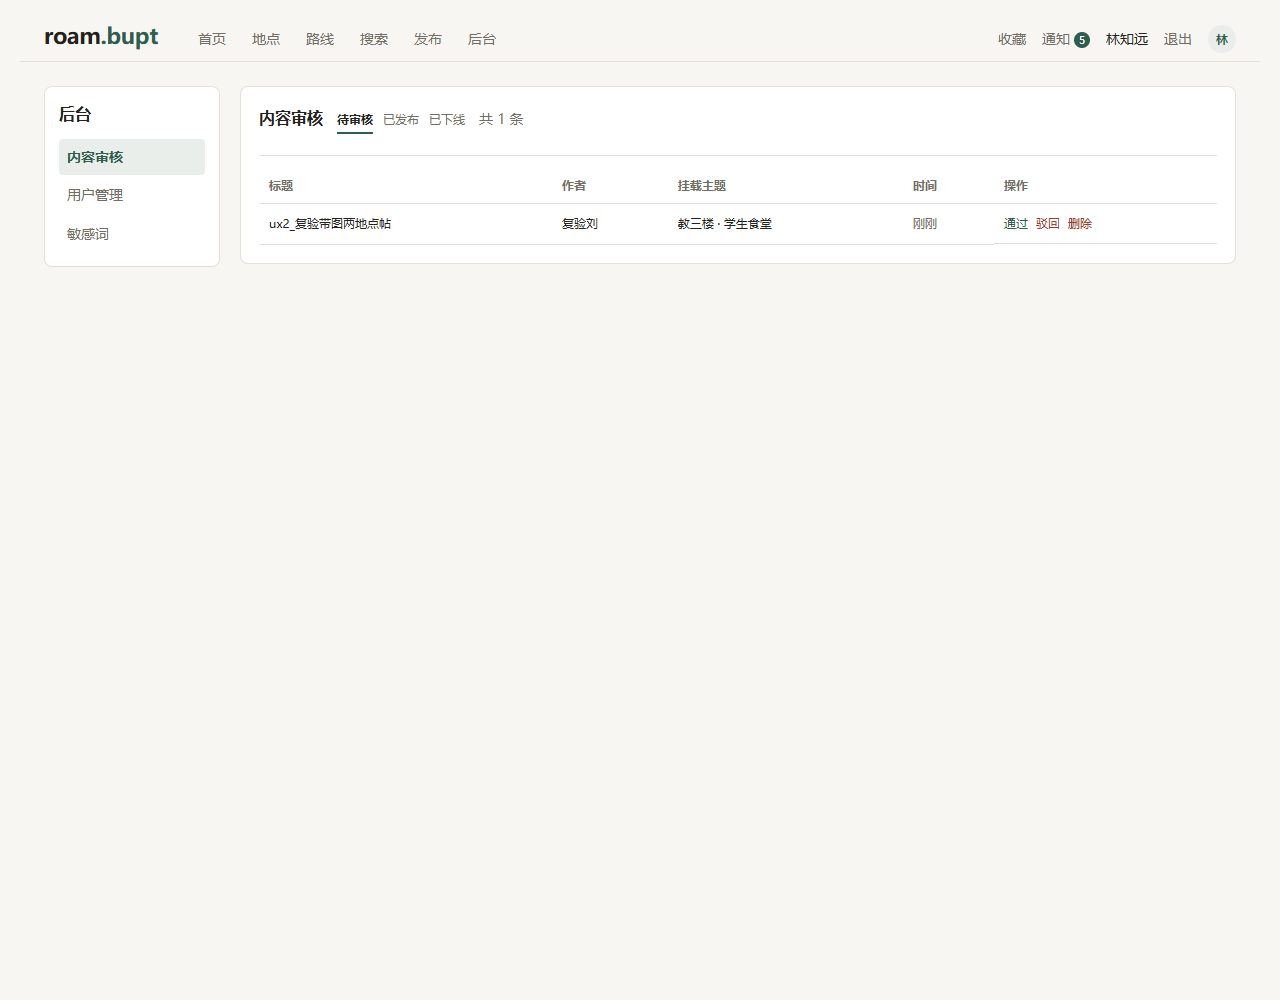 roam.bupt 首页 地点 路线 搜索 发布 后台 收藏 通知 5 林知远 退出 林
后台
内容审核
用户管理
敏感词
内容审核 待审核 已发布 已下线 共 1 条
标题 作者 挂载主题 时间 操作
ux2_复验带图两地点帖 复验刘 教三楼 · 学生食堂 刚刚 通过 驳回 删除